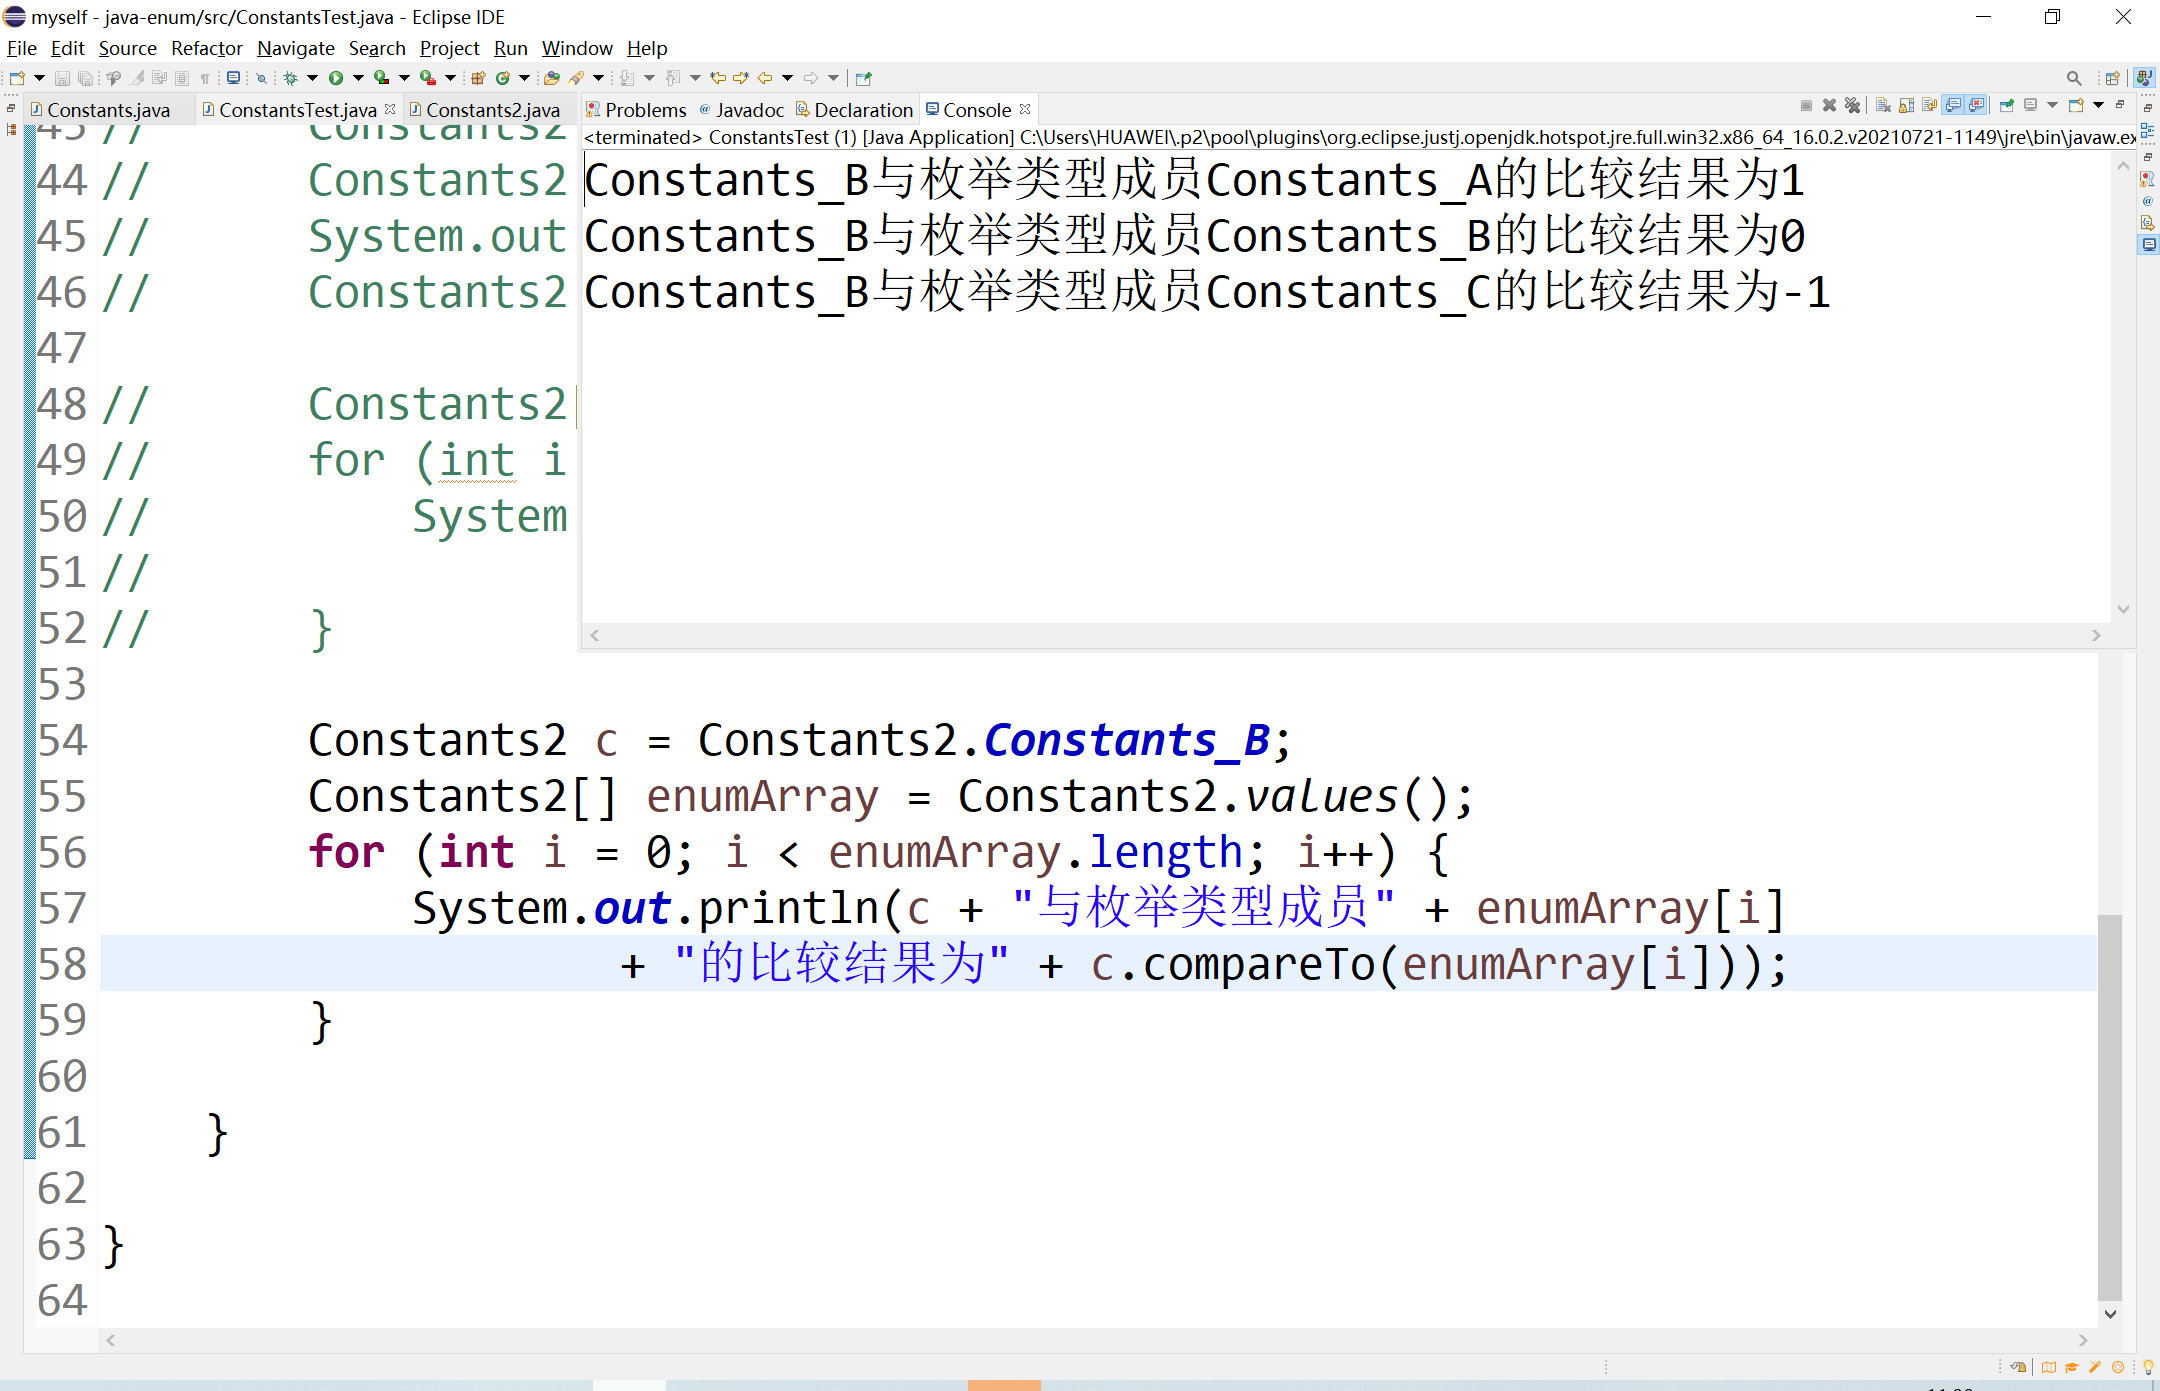 myself - java-enum/src/ConstantsTest.java - Eclipse IDE
File Edit Source Refactor Navigate Search Project Run Window Help
Constants.java ConstantsTest.java Constants2.java Problems Javadoc Declaration Console
<terminated> ConstantsTest (1) [Java Application] C:\Users\HUAWEI\.p2\pool\plugins\org.eclipse.justj.openjdk.hotspot.jre.full.win32.x86_64_16.0.2.v20210721-1149\jre\bin\javaw.ex
Constants_B与枚举类型成员Constants_A的比较结果为1
Constants_B与枚举类型成员Constants_B的比较结果为0
Constants_B与枚举类型成员Constants_C的比较结果为-1
43 // Constants2
44 // Constants2
45 // System.out
46 // Constants2
47
48 // Constants2
49 // for (int i
50 // System
51 //
52 // }
53
54 Constants2 c = Constants2.Constants_B;
55 Constants2[] enumArray = Constants2.values();
56 for (int i = 0; i < enumArray.length; i++) {
57 System.out.println(c + "与枚举类型成员" + enumArray[i]
58 + "的比较结果为" + c.compareTo(enumArray[i]));
59 }
60
61 }
62
63 }
64